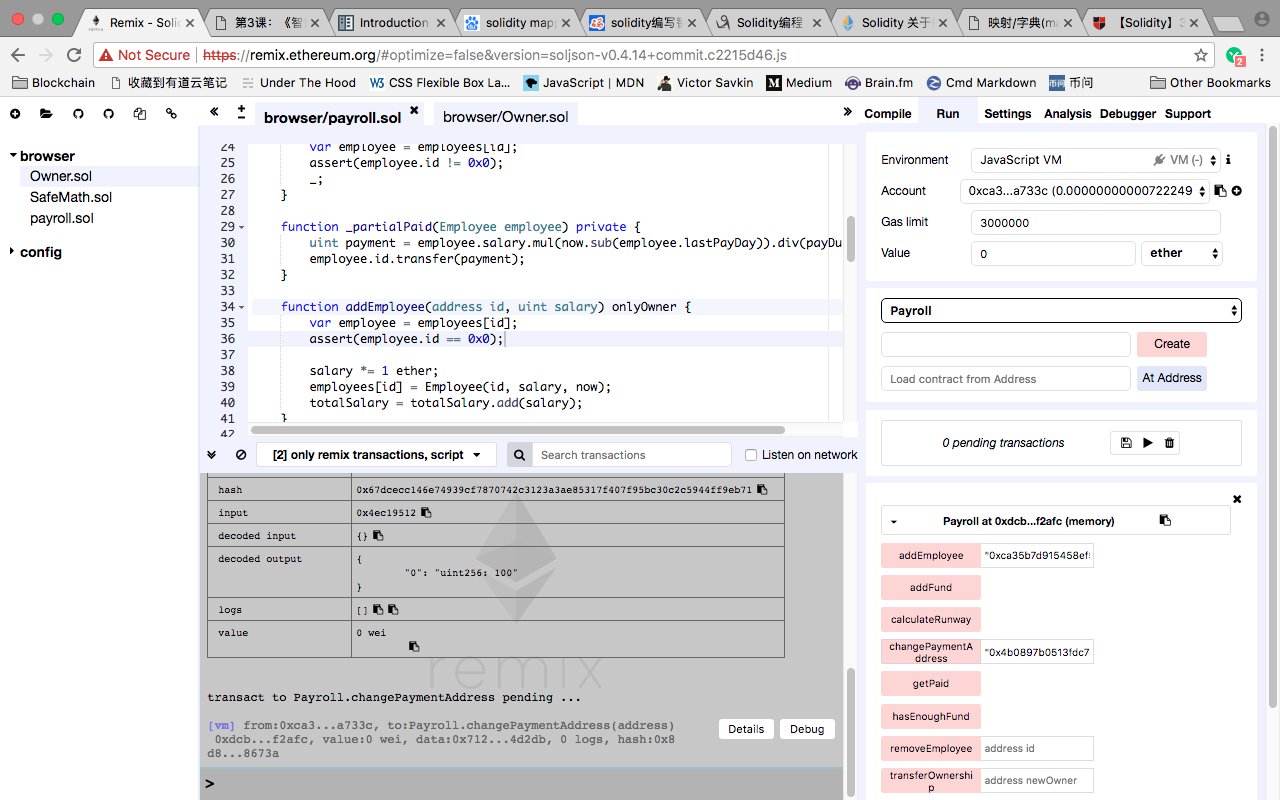 Remix - Solid
第3课：《智
Introduction
solidity mapp
solidity编写智
Solidity编程
Solidity 关于
映射/字典(ma
【Solidity】3
Not Secure https://remix.ethereum.org/#optimize=false&version=soljson-v0.4.14+commit.c2215d46.js
2
Blockchain 收藏到有道云笔记 Under The Hood W3 CSS Flexible Box La... JavaScript | MDN Victor Savkin M Medium Brain.fm Cmd Markdown 币问 币问 Other Bookmarks
browser/payroll.sol browser/Owner.sol
Compile Run Settings Analysis Debugger Support
browser
Owner.sol
SafeMath.sol
payroll.sol
config
24 var employee = employees[id];
25 assert(employee.id != 0x0);
26 _;
27 }
28
29 function _partialPaid(Employee employee) private {
30 uint payment = employee.salary.mul(now.sub(employee.lastPayDay)).div(payDu
31 employee.id.transfer(payment);
32 }
33
34 function addEmployee(address id, uint salary) onlyOwner {
35 var employee = employees[id];
36 assert(employee.id == 0x0);
37
38 salary *= 1 ether;
39 employees[id] = Employee(id, salary, now);
40 totalSalary = totalSalary.add(salary);
41 }
42
[2] only remix transactions, script Search transactions Listen on network
hash 0x67dcecc146e74939cf7870742c3123a3ae85317f407f95bc30c2c5944ff9eb71
input 0x4ec19512
decoded input {}
decoded output {
"0": "uint256: 100"
}
logs []
value 0 wei
remix
transact to Payroll.changePaymentAddress pending ...
[vm] from:0xca3...a733c, to:Payroll.changePaymentAddress(address)
0xdcb...f2afc, value:0 wei, data:0x712...4d2db, 0 logs, hash:0x8
d8...8673a
Details Debug
>
Environment JavaScript VM VM (-)
Account 0xca3...a733c (0.00000000000722249
Gas limit 3000000
Value 0 ether
Payroll
Create
Load contract from Address At Address
0 pending transactions
Payroll at 0xdcb...f2afc (memory)
addEmployee "0xca35b7d915458ef
addFund
calculateRunway
changePaymentA
ddress "0x4b0897b0513fdc7
getPaid
hasEnoughFund
removeEmployee address id
transferOwnershi
p address newOwner